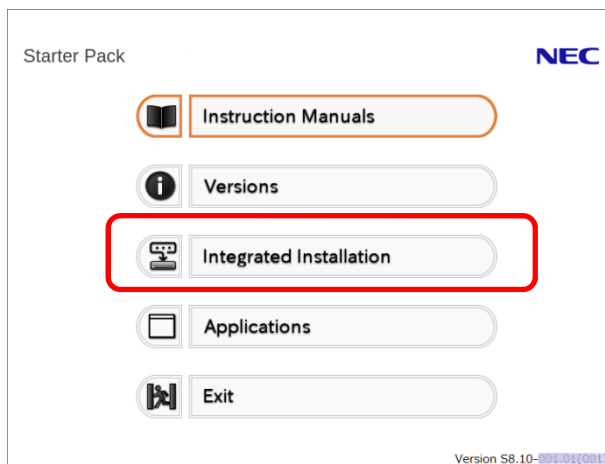 Starter Pack
NEC
Instruction Manuals
Versions
Integrated Installation
Applications
Exit
Version S8.10-